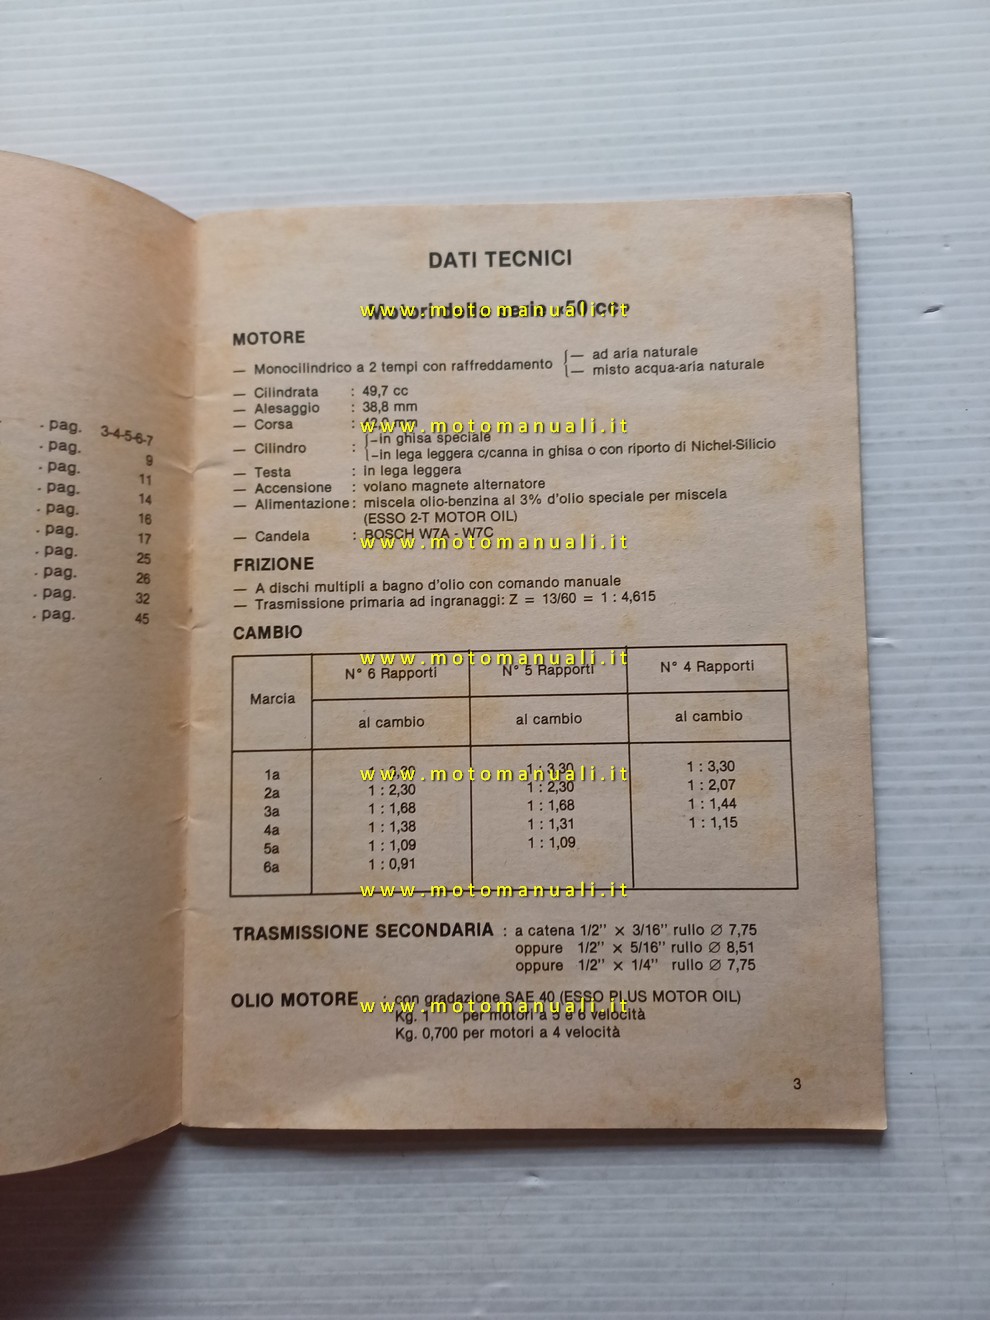 - pag. 3-4-5-6-7
- pag. 9
- pag. 11
- pag. 14
- pag. 16
- pag. 17
- pag. 25
- pag. 26
- pag. 32
- pag. 45
DATI TECNICI
Motori della serie «50 cc»
www.motomanuali.it
MOTORE
— Monocilindrico a 2 tempi con raffreddamento — ad aria naturale
— misto acqua-aria naturale
— Cilindrata : 49,7 cc
— Alesaggio : 38,8 mm
— Corsa : mm
www.motomanuali.it
— Cilindro : –in ghisa speciale
–in lega leggera c/canna in ghisa o con riporto di Nichel-Silicio
— Testa : in lega leggera
— Accensione : volano magnete alternatore
— Alimentazione : miscela olio-benzina al 3% d'olio speciale per miscela
(ESSO 2-T MOTOR OIL)
— Candela : BOSCH W7A - W7C
www.motomanuali.it
FRIZIONE
— A dischi multipli a bagno d'olio con comando manuale
— Trasmissione primaria ad ingranaggi: Z = 13/60 = 1 : 4,615
CAMBIO
www.motomanuali.it
Marcia N° 6 Rapporti N° 5 Rapporti N° 4 Rapporti
al cambio al cambio al cambio
1a 1 : 3,30 1 : 3,30 1 : 3,30
www.motomanuali.it
2a 1 : 2,30 1 : 2,30 1 : 2,07
3a 1 : 1,68 1 : 1,68 1 : 1,44
4a 1 : 1,38 1 : 1,31 1 : 1,15
5a 1 : 1,09 1 : 1,09
6a 1 : 0,91
www.motomanuali.it
TRASMISSIONE SECONDARIA : a catena 1/2'' × 3/16'' rullo ∅ 7,75
oppure 1/2'' × 5/16'' rullo ∅ 8,51
oppure 1/2'' × 1/4'' rullo ∅ 7,75
OLIO MOTORE : con gradazione SAE 40 (ESSO PLUS MOTOR OIL)
www.motomanuali.it
Kg. 1 per motori a 5 e 6 velocità
Kg. 0,700 per motori a 4 velocità
3